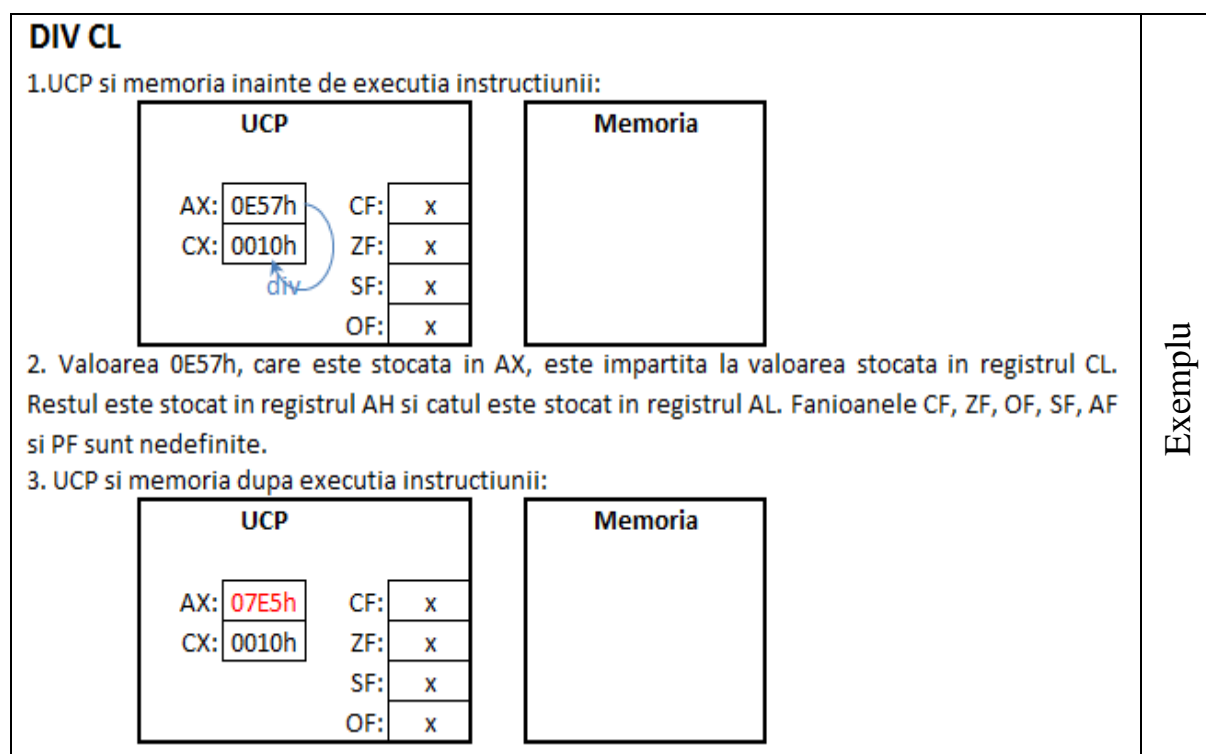 DIV CL
1.UCP si memoria inainte de executia instructiunii:
UCP
Memoria
AX: 0E57h CF: x
CX: 0010h ZF: x
div SF: x
OF: x
2. Valoarea 0E57h, care este stocata in AX, este impartita la valoarea stocata in registrul CL.
Restul este stocat in registrul AH si catul este stocat in registrul AL. Fanioanele CF, ZF, OF, SF, AF
si PF sunt nedefinite.
3. UCP si memoria dupa executia instructiunii:
UCP
Memoria
AX: 07E5h CF: x
CX: 0010h ZF: x
SF: x
OF: x
Exemplu